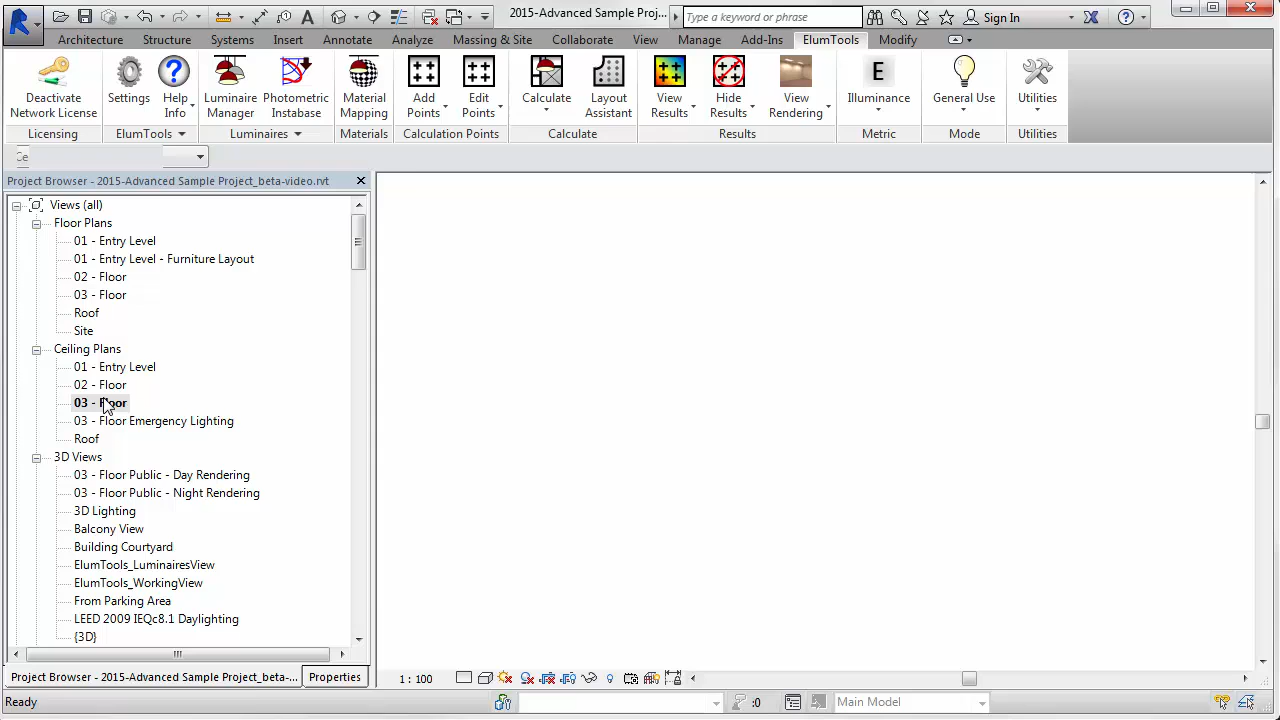 2015-Advanced Sample Proj...
Type a keyword or phrase
Sign In
Architecture Structure Systems Insert Annotate Analyze Massing & Site Collaborate View Manage Add-Ins ElumTools Modify
Deactivate Network License
Settings
Help Info
Luminaire Manager
Photometric Instabase
Material Mapping
Add Points
Edit Points
Calculate
Layout Assistant
View Results
Hide Results
View Rendering
E
Illuminance
General Use
Utilities
Licensing ElumTools Luminaires Materials Calculation Points Calculate Results Metric Mode Utilities
Project Browser - 2015-Advanced Sample Project_beta-video.rvt
Views (all)
Floor Plans
01 - Entry Level
01 - Entry Level - Furniture Layout
02 - Floor
03 - Floor
Roof
Site
Ceiling Plans
01 - Entry Level
02 - Floor
03 - Floor
03 - Floor Emergency Lighting
Roof
3D Views
03 - Floor Public - Day Rendering
03 - Floor Public - Night Rendering
3D Lighting
Balcony View
Building Courtyard
ElumTools_LuminairesView
ElumTools_WorkingView
From Parking Area
LEED 2009 IEQc8.1 Daylighting
{3D}
Project Browser - 2015-Advanced Sample Project_beta-... Properties
1 : 100
Ready
:0
Main Model